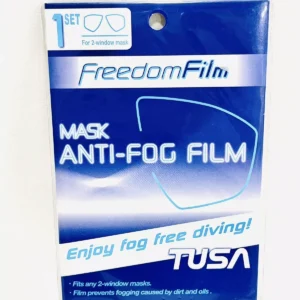 1 SET
For 2-window mask
FreedomFilm
MASK
ANTI-FOG FILM
Enjoy fog free diving!
TUSA
· Fits any 2-window masks.
· Film prevents fogging caused by dirt and oils.